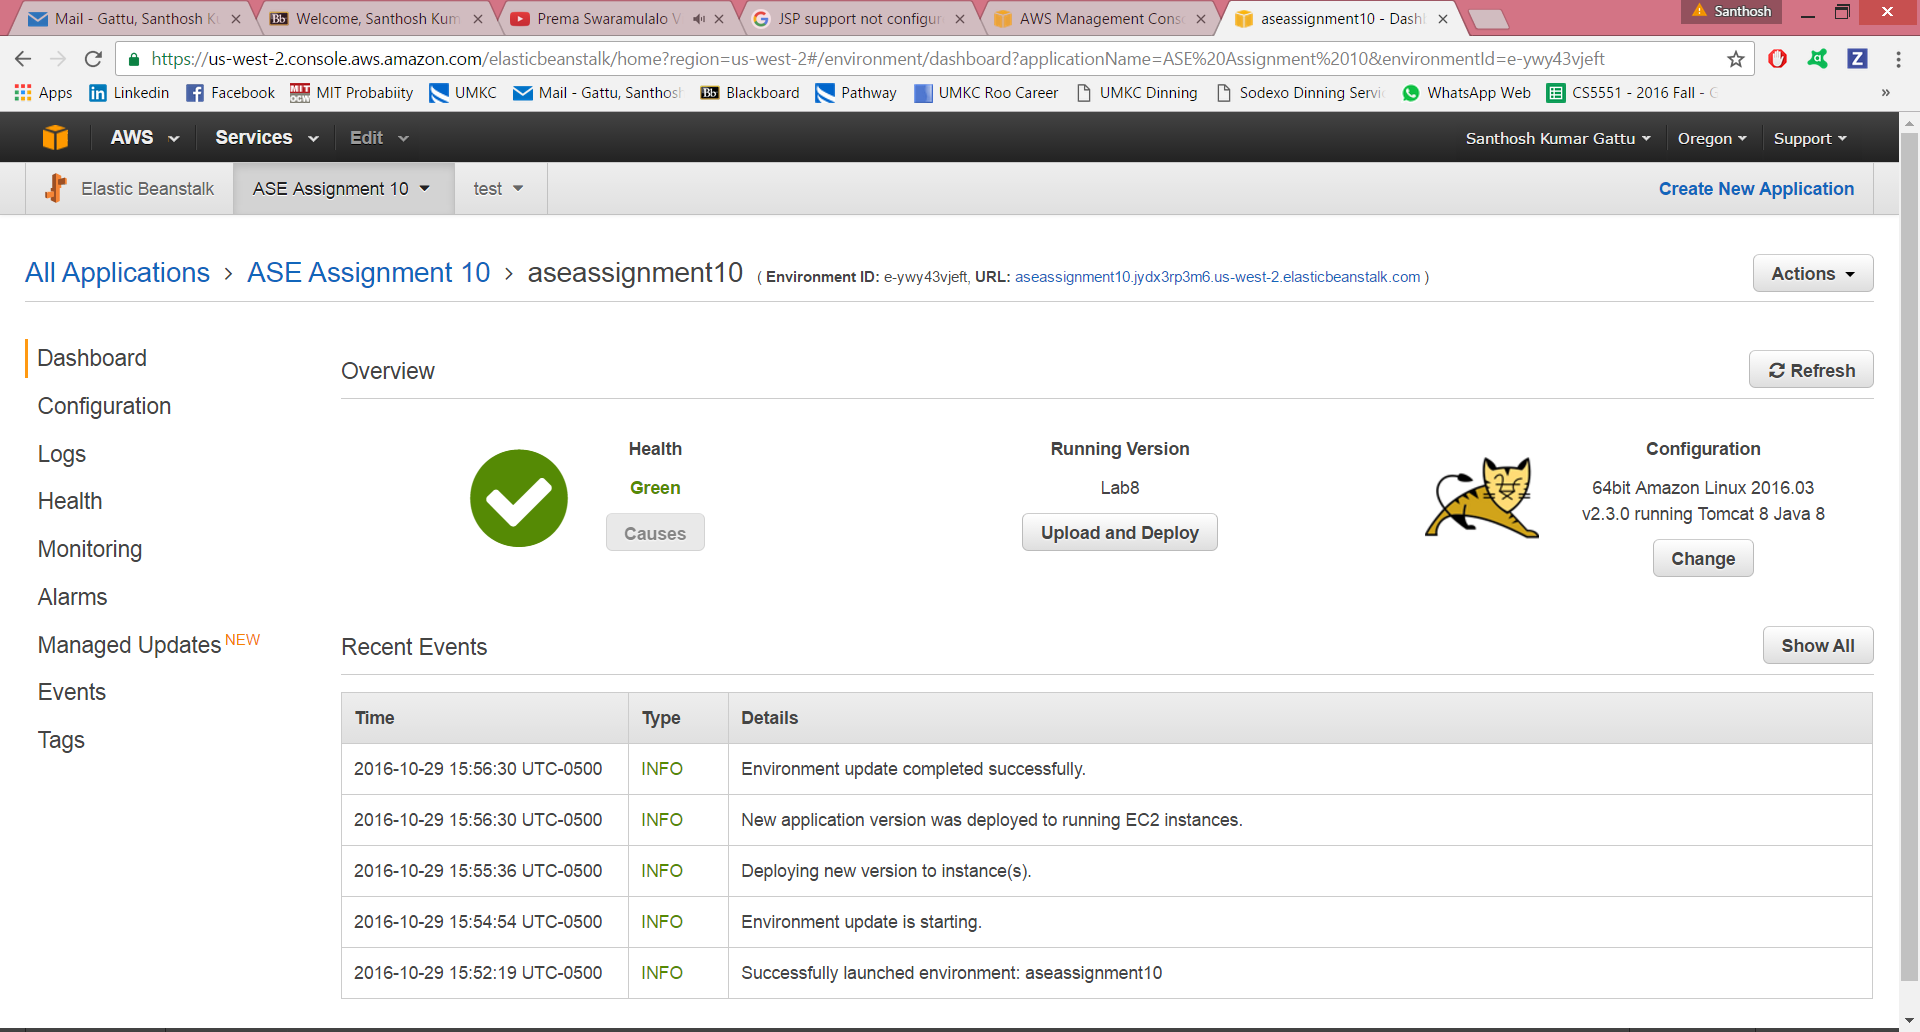 Mail - Gattu, Santhosh Ku
Welcome, Santhosh Kum
Prema Swaramulalo V
JSP support not configur
AWS Management Conso
aseassignment10 - Dash
Santhosh
https://us-west-2.console.aws.amazon.com/elasticbeanstalk/home?region=us-west-2#/environment/dashboard?applicationName=ASE%20Assignment%2010&environmentId=e-ywy43vjeft
Apps
Linkedin
Facebook
MIT Probabiity
UMKC
Mail - Gattu, Santhosh
Bb Blackboard
Pathway
UMKC Roo Career
UMKC Dinning
Sodexo Dinning Servi
WhatsApp Web
CS5551 - 2016 Fall - G
»
AWS
Services
Edit
Santhosh Kumar Gattu
Oregon
Support
Elastic Beanstalk
ASE Assignment 10
test
Create New Application
All Applications > ASE Assignment 10 > aseassignment10 ( Environment ID: e-ywy43vjeft, URL: aseassignment10.jydx3rp3m6.us-west-2.elasticbeanstalk.com )
Actions
Dashboard
Configuration
Logs
Health
Monitoring
Alarms
Managed Updates NEW
Events
Tags
Overview
Refresh
Health
Green
Causes
Running Version
Lab8
Upload and Deploy
Configuration
64bit Amazon Linux 2016.03
v2.3.0 running Tomcat 8 Java 8
Change
Recent Events
Show All
Time Type Details
2016-10-29 15:56:30 UTC-0500 INFO Environment update completed successfully.
2016-10-29 15:56:30 UTC-0500 INFO New application version was deployed to running EC2 instances.
2016-10-29 15:55:36 UTC-0500 INFO Deploying new version to instance(s).
2016-10-29 15:54:54 UTC-0500 INFO Environment update is starting.
2016-10-29 15:52:19 UTC-0500 INFO Successfully launched environment: aseassignment10